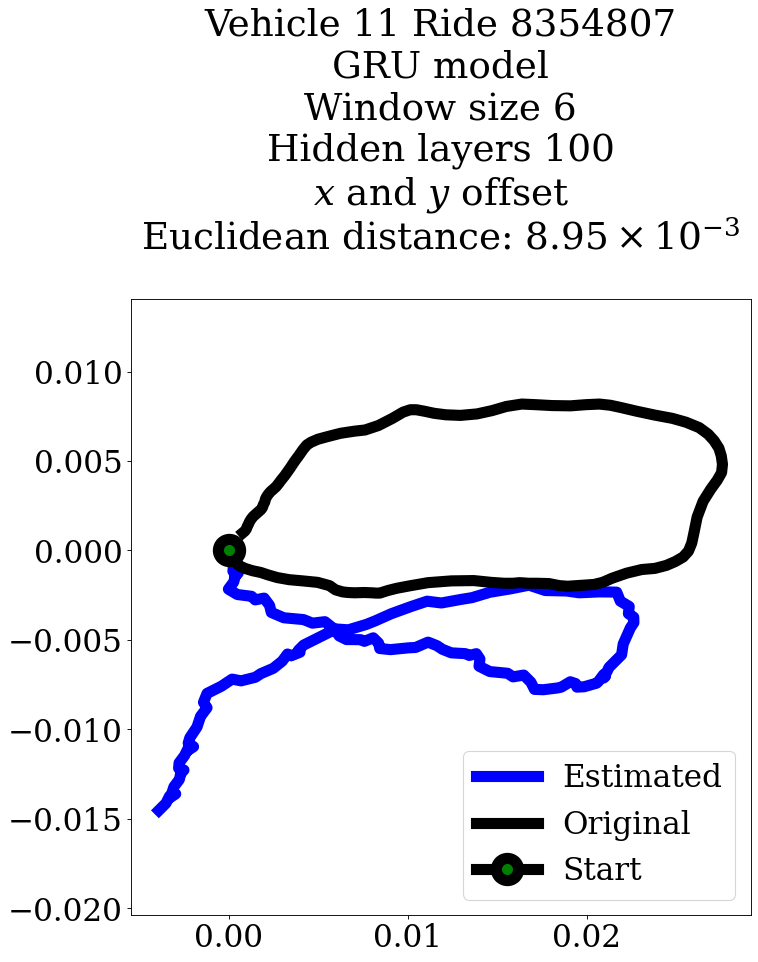 Vehicle 11 Ride 8354807
GRU model
Window size 6
Hidden layers 100
x and y offset
Euclidean distance: 8.95 × 10⁻³
0.010
0.005
0.000
−0.005
−0.010
−0.015
−0.020
0.00 0.01 0.02
Estimated
Original
Start